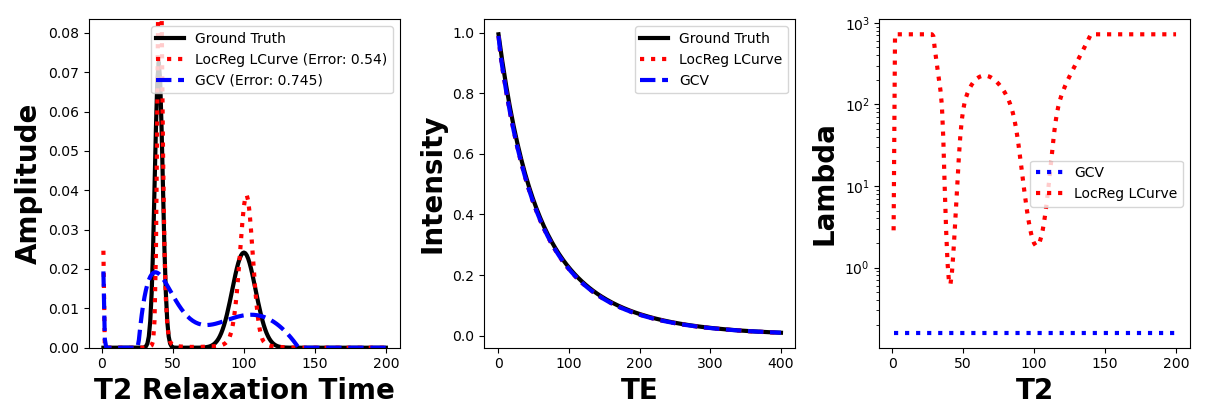 Amplitude
0.08
0.07
0.06
0.05
0.04
0.03
0.02
0.01
0.00
Ground Truth
LocReg LCurve (Error: 0.54)
GCV (Error: 0.745)
0 50 100 150 200
T2 Relaxation Time
Intensity
1.0
0.8
0.6
0.4
0.2
0.0
Ground Truth
LocReg LCurve
GCV
0 100 200 300 400
TE
Lambda
10³
10²
10¹
10⁰
GCV
LocReg LCurve
0 50 100 150 200
T2